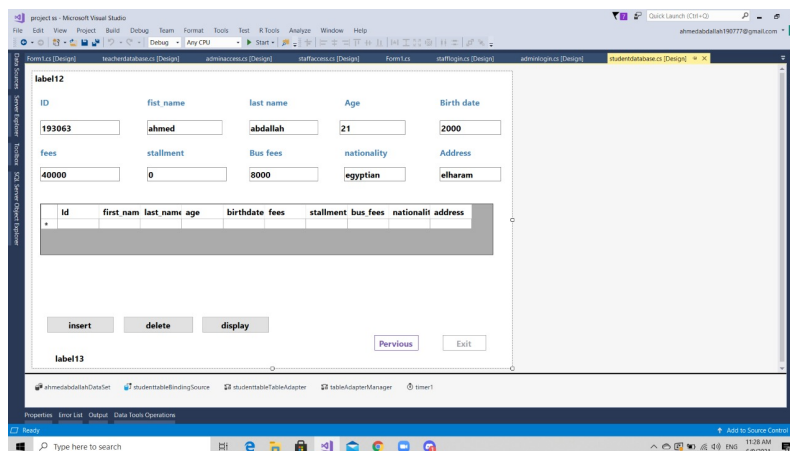 project ss - Microsoft Visual Studio
Quick Launch (Ctrl+Q)
File Edit View Project Build Debug Team Format Tools Test R Tools Analyze Window Help
ahmedabdallah190777@gmail.com
Debug Any CPU Start
Form1.cs [Design] teacherdatabase.cs [Design] adminaccess.cs [Design] staffaccess.cs [Design] Form1.cs stafflogin.cs [Design] adminlogin.cs [Design] studentdatabase.cs [Design]
Data Sources
Server Explorer
Toolbox
SQL Server Object Explorer
label12
ID fist_name last name Age Birth date
193063 ahmed abdallah 21 2000
fees stallment Bus fees nationality Address
40000 0 8000 egyptian elharam
Id first_nam last_name age birthdate fees stallment bus_fees nationalit address
insert delete display
Pervious Exit
label13
ahmedabdallahDataSet studenttableBindingSource studenttableTableAdapter tableAdapterManager timer1
Properties Error List Output Data Tools Operations
Ready
Add to Source Control
Type here to search
ENG
11:28 AM